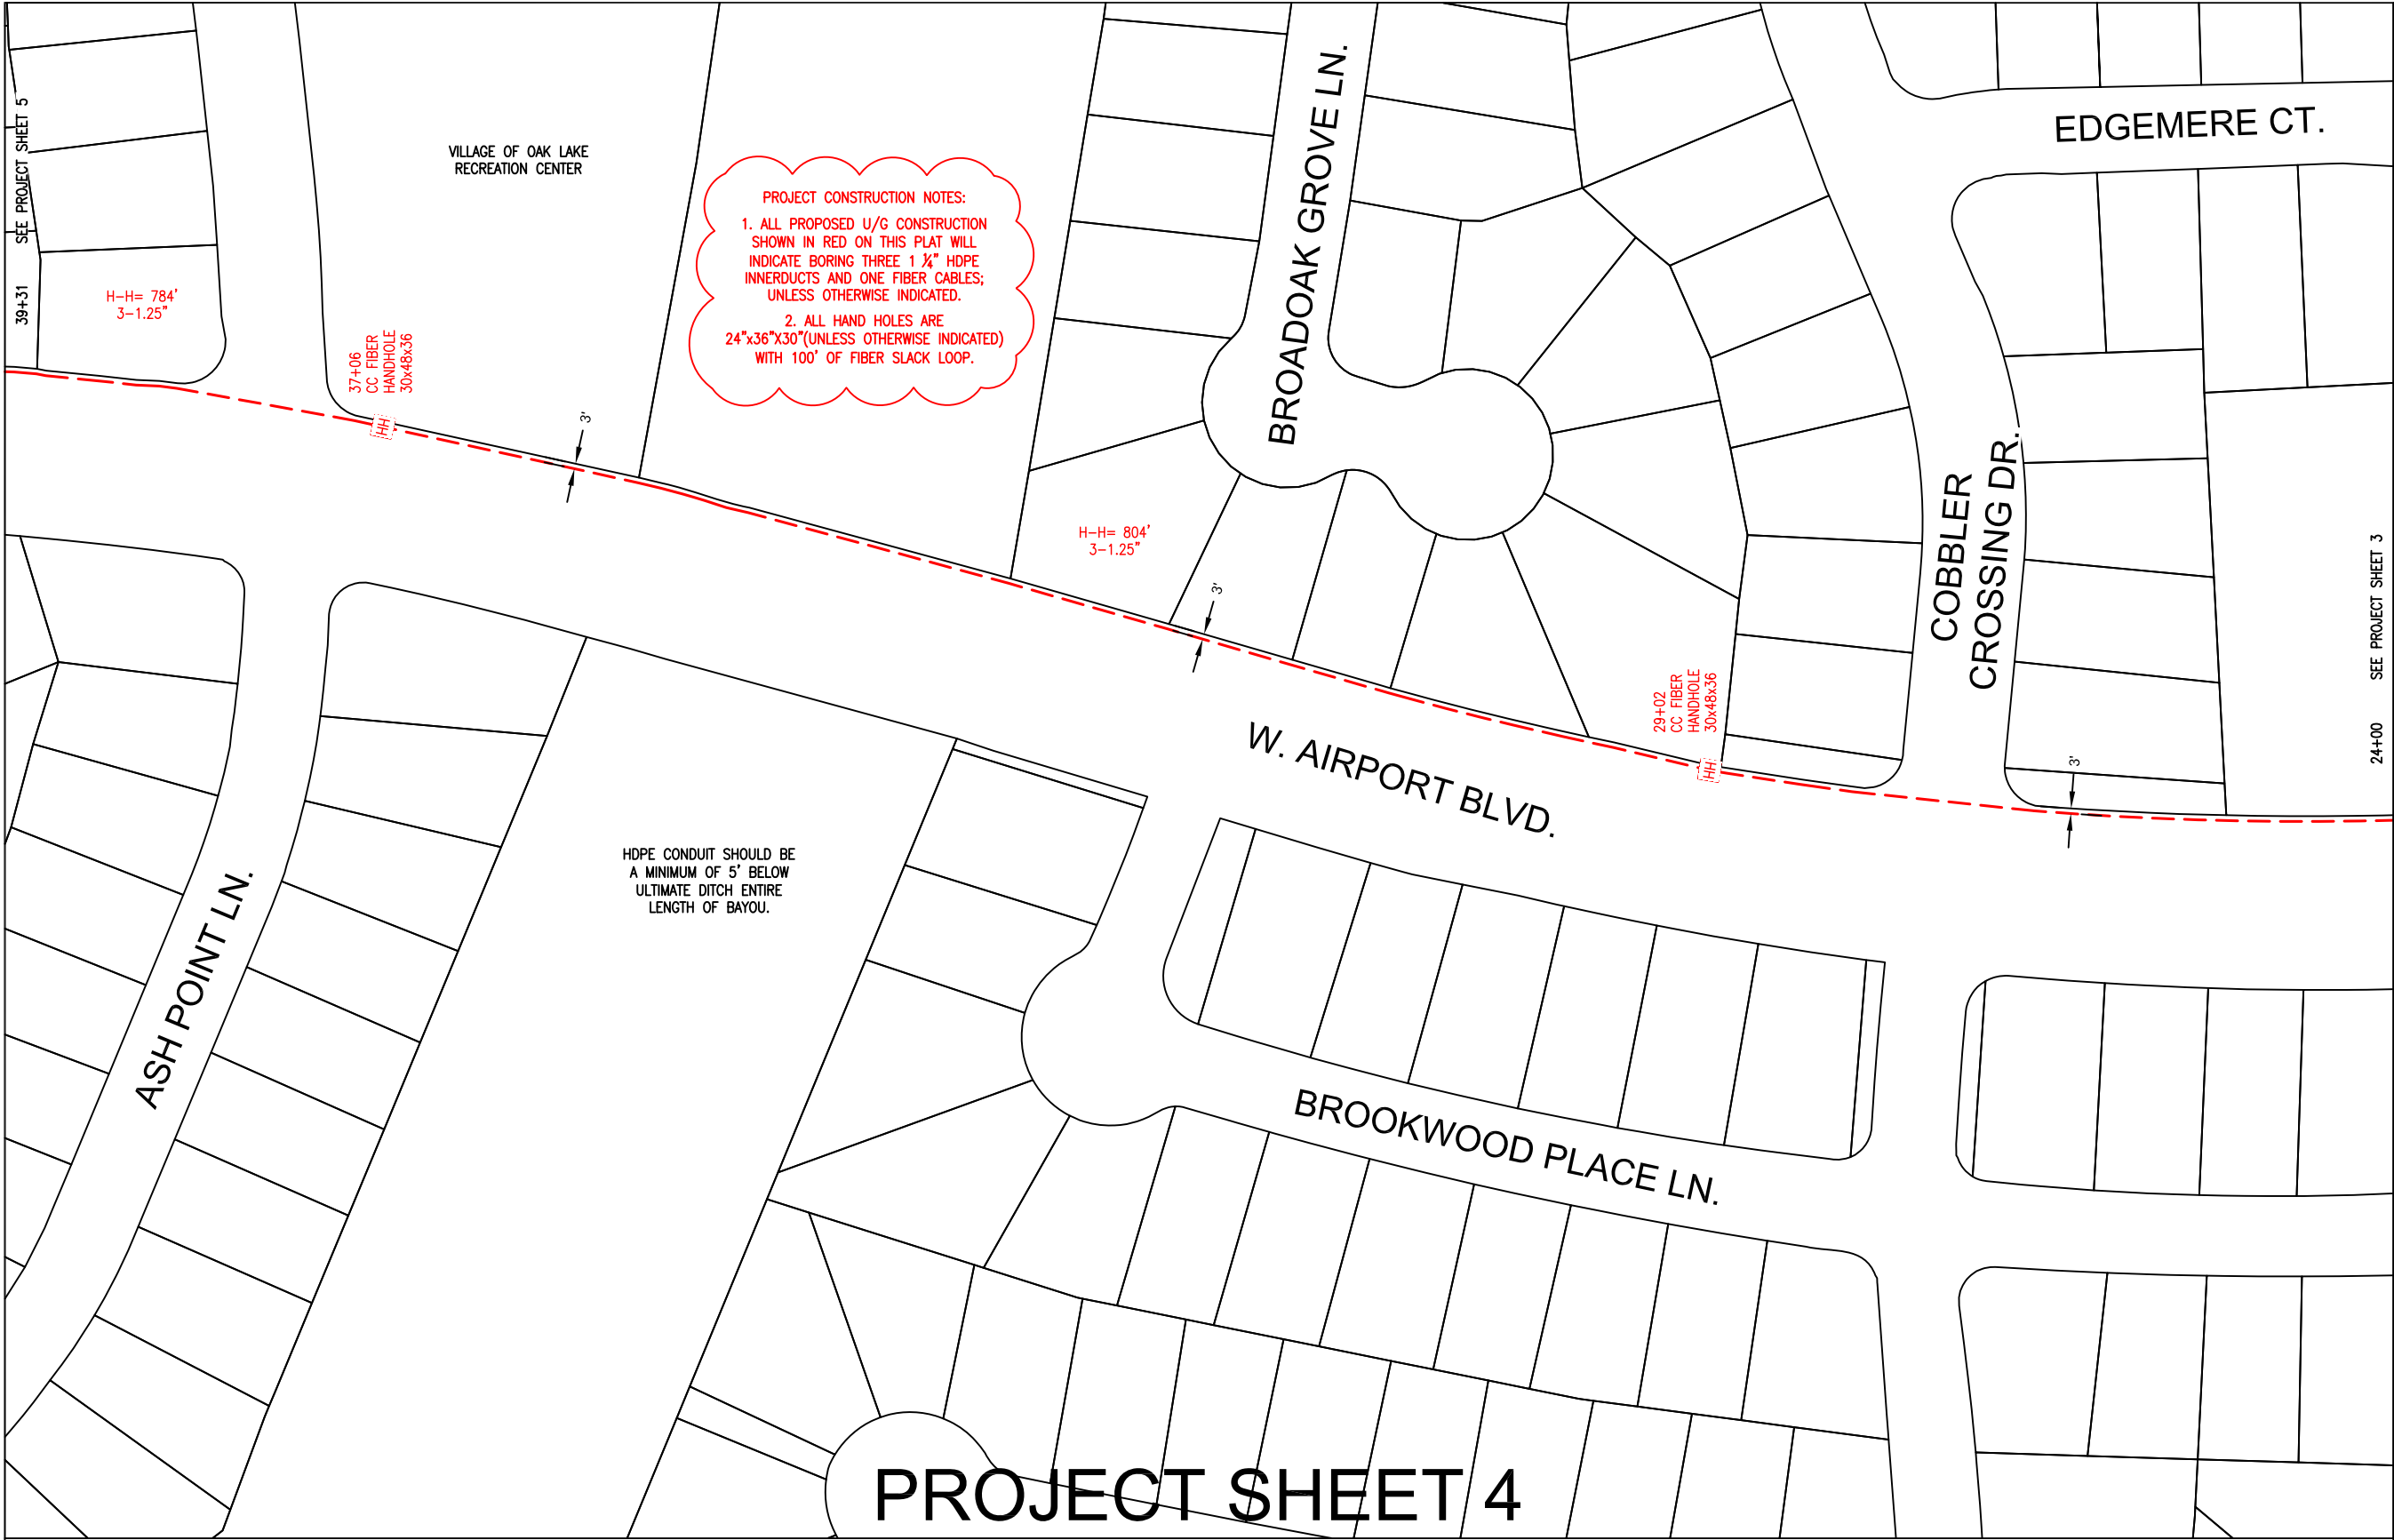 EDGEMERE CT.
SEE PROJECT SHEET 5
39+31
VILLAGE OF OAK LAKE
RECREATION CENTER
PROJECT CONSTRUCTION NOTES:
1. ALL PROPOSED U/G CONSTRUCTION
SHOWN IN RED ON THIS PLAT WILL
INDICATE BORING THREE 1 ¼" HDPE
INNERDUCTS AND ONE FIBER CABLES;
UNLESS OTHERWISE INDICATED.
2. ALL HAND HOLES ARE
24"x36"X30"(UNLESS OTHERWISE INDICATED)
WITH 100' OF FIBER SLACK LOOP.
BROADOAK GROVE LN.
H-H= 784'
3-1.25"
37+06
CC FIBER
HANDHOLE
30x48x36
HH
3'
H-H= 804'
3-1.25"
3'
COBBLER
CROSSING DR.
SEE PROJECT SHEET 3
24+00
29+02
CC FIBER
HANDHOLE
30x48x36
HH
3'
W. AIRPORT BLVD.
HDPE CONDUIT SHOULD BE
A MINIMUM OF 5' BELOW
ULTIMATE DITCH ENTIRE
LENGTH OF BAYOU.
ASH POINT LN.
BROOKWOOD PLACE LN.
PROJECT SHEET 4